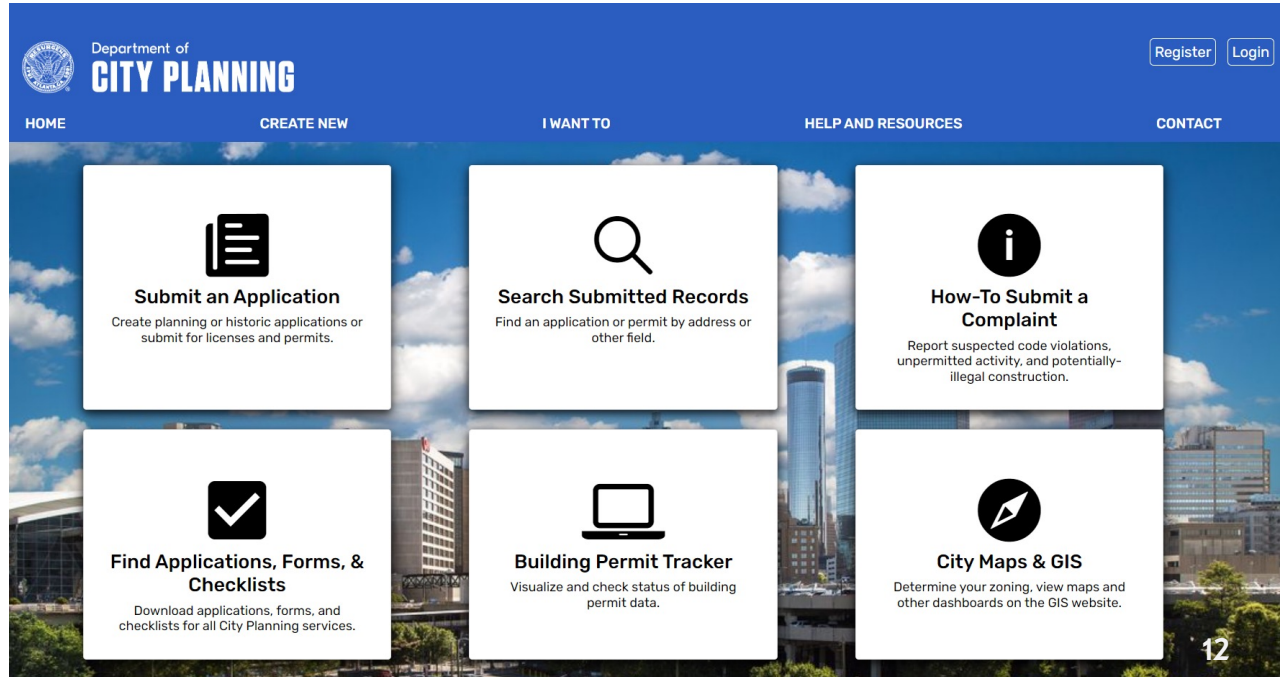 Department of
CITY PLANNING
Register
Login
HOME
CREATE NEW
I WANT TO
HELP AND RESOURCES
CONTACT
Submit an Application
Create planning or historic applications or
submit for licenses and permits.
Search Submitted Records
Find an application or permit by address or
other field.
i
How-To Submit a
Complaint
Report suspected code violations,
unpermitted activity, and potentially-
illegal construction.
Find Applications, Forms, &
Checklists
Download applications, forms, and
checklists for all City Planning services.
Building Permit Tracker
Visualize and check status of building
permit data.
City Maps & GIS
Determine your zoning, view maps and
other dashboards on the GIS website.
12